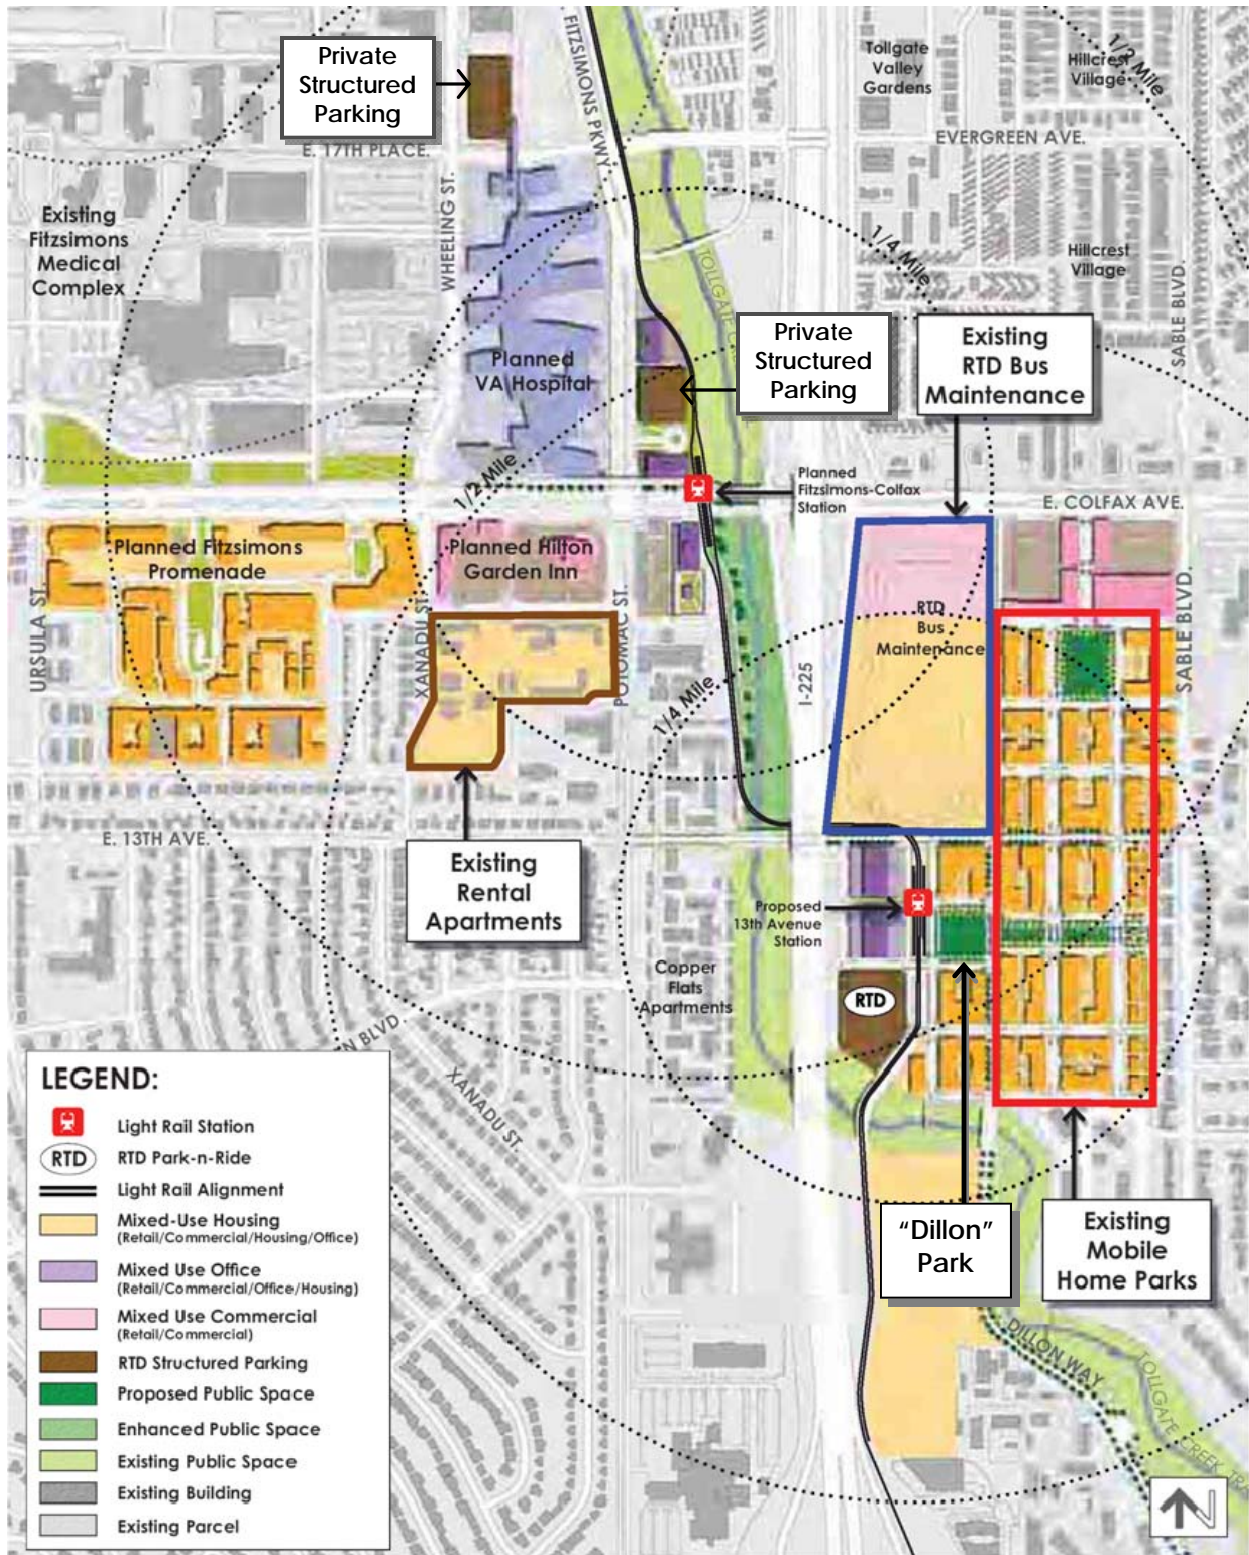 Private
Structured
Parking
FITZSIMONS PKWY
Tollgate
Valley
Gardens
Hillcrest
Village
1/2 Mile
EVERGREEN AVE.
E. 17TH PLACE.
WHEELING ST.
Existing
Fitzsimons
Medical
Complex
1/4 Mile
Hillcrest
Village
SABLE BLVD.
Planned
VA Hospital
Private
Structured
Parking
Existing
RTD Bus
Maintenance
1/2 Mile
Planned
Fitzsimons-Colfax
Station
E. COLFAX AVE.
Planned Fitzsimons
Promenade
Planned Hilton
Garden Inn
URSULA ST.
XANADU ST.
POTOMAC ST.
I-225
RTD
Bus
Maintenance
SABLE BLVD.
1/4 Mile
E. 13TH AVE.
Existing
Rental
Apartments
Proposed
13th Avenue
Station
Copper
Flats
Apartments
RTD
XANADU ST.
"Dillon"
Park
Existing
Mobile
Home Parks
DILLON WAY
TOLLGATE CREEK
LEGEND:
Light Rail Station
RTD
RTD Park-n-Ride
Light Rail Alignment
Mixed-Use Housing
(Retail/Commercial/Housing/Office)
Mixed Use Office
(Retail/Commercial/Office/Housing)
Mixed Use Commercial
(Retail/Commercial)
RTD Structured Parking
Proposed Public Space
Enhanced Public Space
Existing Public Space
Existing Building
Existing Parcel
N